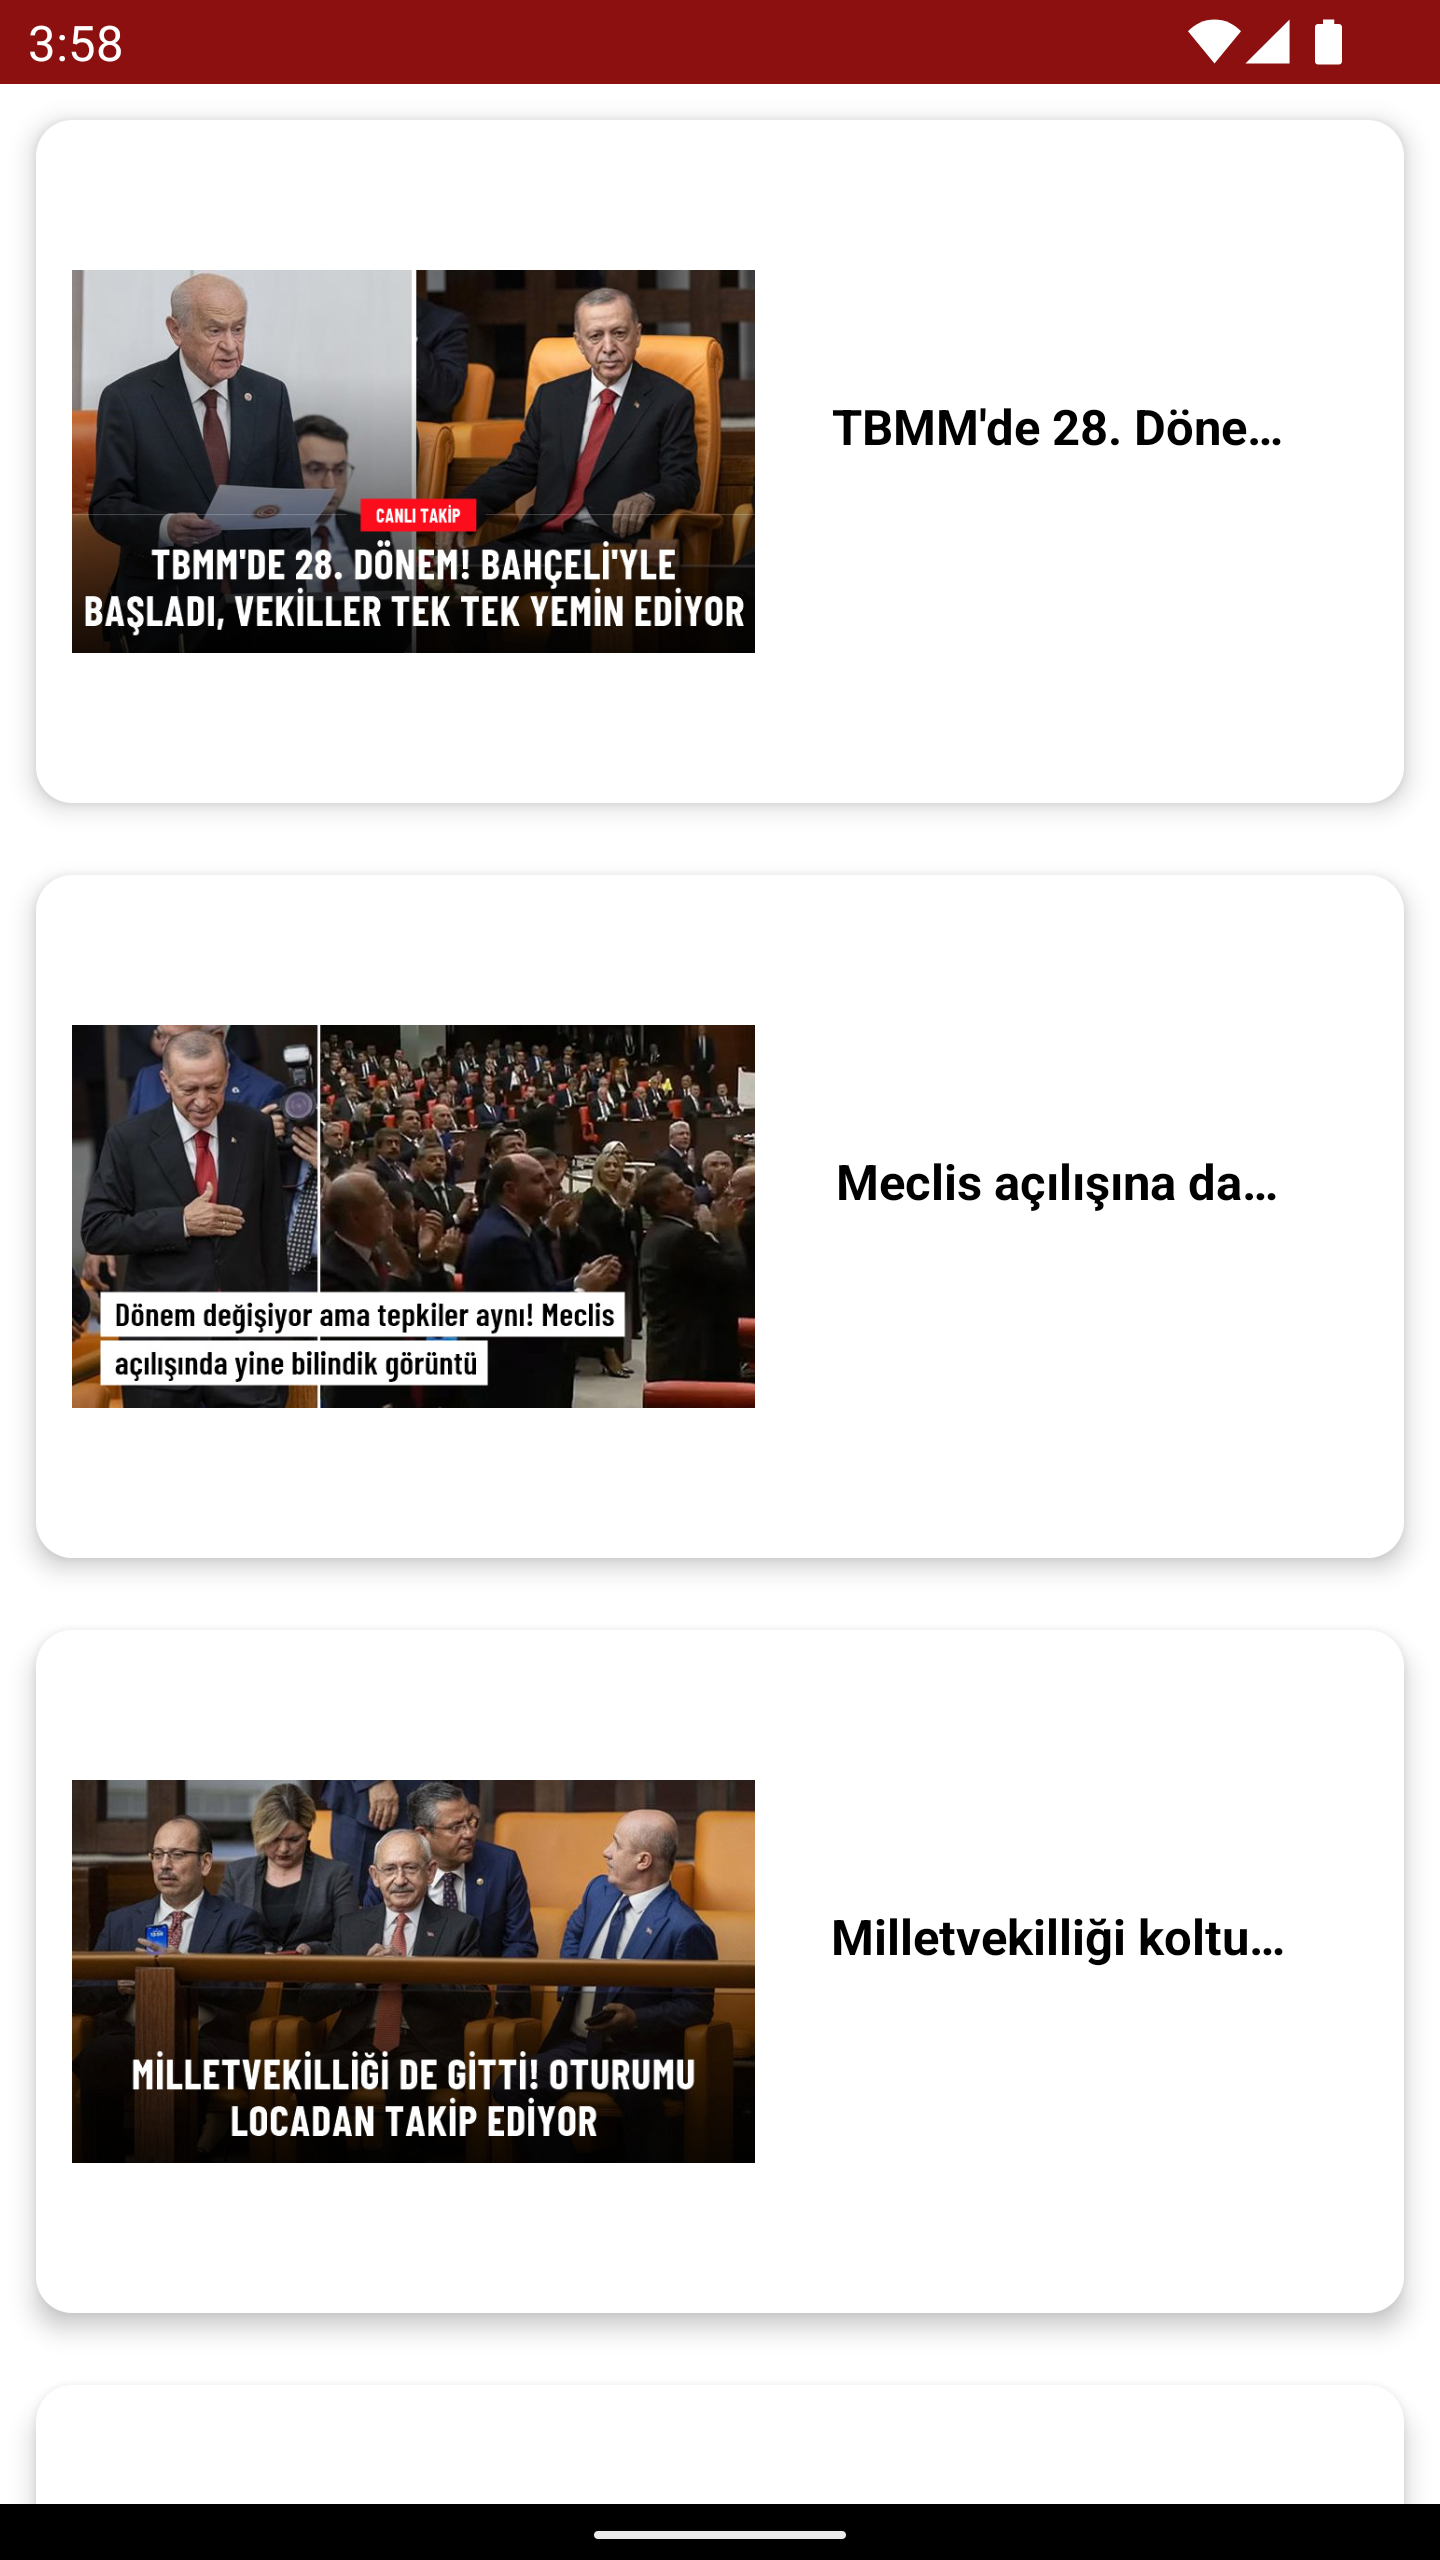 3:58
CANLI TAKİP
TBMM'DE 28. DÖNEM! BAHÇELİ'YLE
BAŞLADI, VEKİLLER TEK TEK YEMİN EDİYOR
TBMM'de 28. Döne...
Dönem değişiyor ama tepkiler aynı! Meclis
açılışında yine bilindik görüntü
Meclis açılışına da...
MİLLETVEKİLLİĞİ DE GİTTİ! OTURUMU
LOCADAN TAKİP EDİYOR
Milletvekilliği koltu...